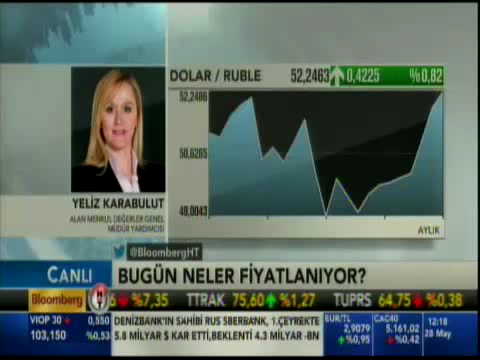 DOLAR / RUBLE 52,2463 0,4225 %0,82
52,2486
50,6265
49,0043
AYLIK
YELİZ KARABULUT
ALAN MENKUL DEĞERLER GENEL
MÜDÜR YARDIMCISI
@BloombergHT
CANLI BUGÜN NELER FİYATLANIYOR?
Bloomberg HT %7,35 TTRAK 75,60 %1,27 TUPRS 64,75 %0,38
VIOP 30 0,550
103,150 %0,53
DENİZBANK'IN SAHİBİ RUS SBERBANK, 1.ÇEYREKTE
5.8 MİLYAR $ KAR ETTİ,BEKLENTİ 4.3 MİLYAR -BN
EUR/TL
2,9079
%0,95
CAC40
5.161,02
%0,42
12:18
28 May